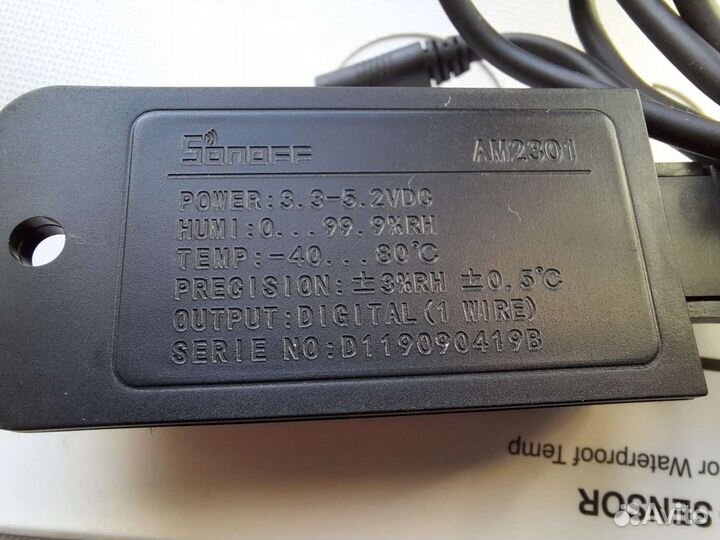 SONOFF AM2301
POWER:3.3-5.2VDC
HUMI:0...99.9%RH
TEMP:-40...80℃
PRECISION:±3%RH ±0.5℃
OUTPUT:DIGITAL(1 WIRE)
SERIE NO:D119090419B
or Waterproof Temp
SENSOR
Avito